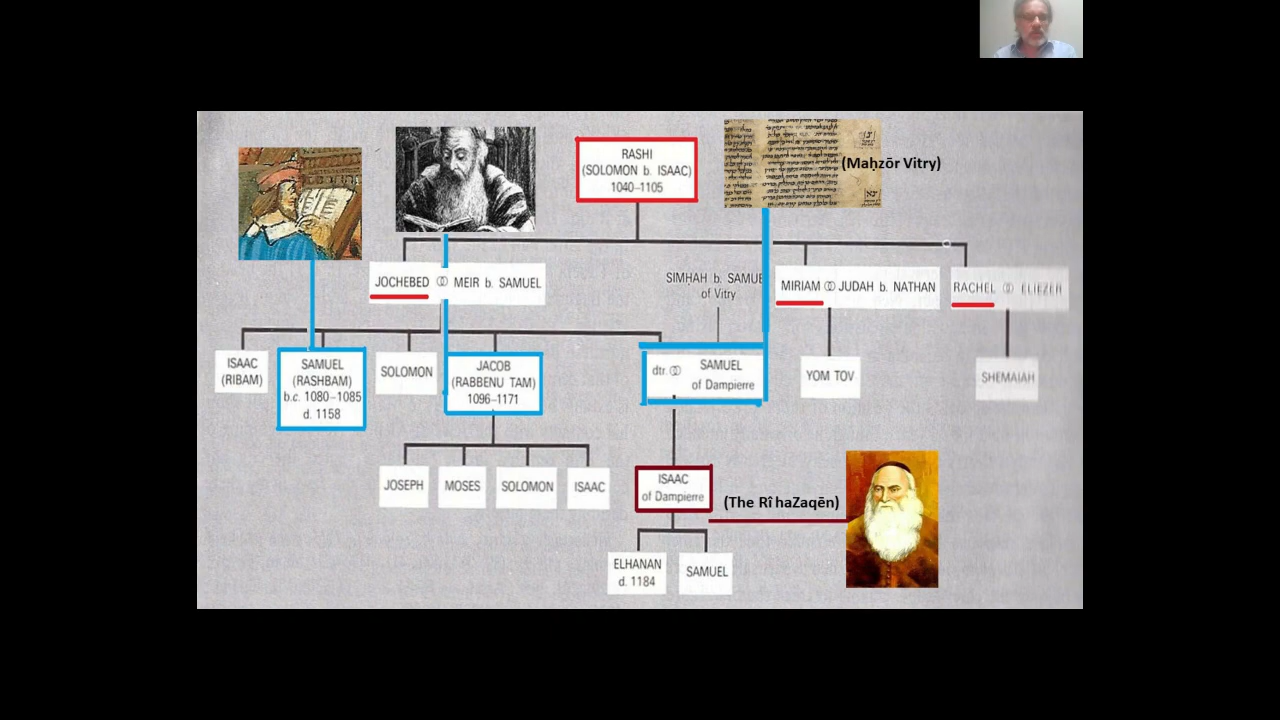 RASHI
(SOLOMON b. ISAAC)
1040–1105
(Maḥzōr Vitry)
JOCHEBED ⚭ MEIR b. SAMUEL
SIMḤAH b. SAMUE
of Vitry
MIRIAM ⚭ JUDAH b. NATHAN
RACHEL ⚭ ELIEZER
ISAAC
(RIBAM)
SAMUEL
(RASHBAM)
b.c. 1080–1085
d. 1158
SOLOMON
JACOB
(RABBENU TAM)
1096–1171
dtr. ⚭ SAMUEL
of Dampierre
YOM TOV
SHEMAIAH
JOSEPH
MOSES
SOLOMON
ISAAC
ISAAC
of Dampierre
(The Rî haZaqēn)
ELHANAN
d. 1184
SAMUEL